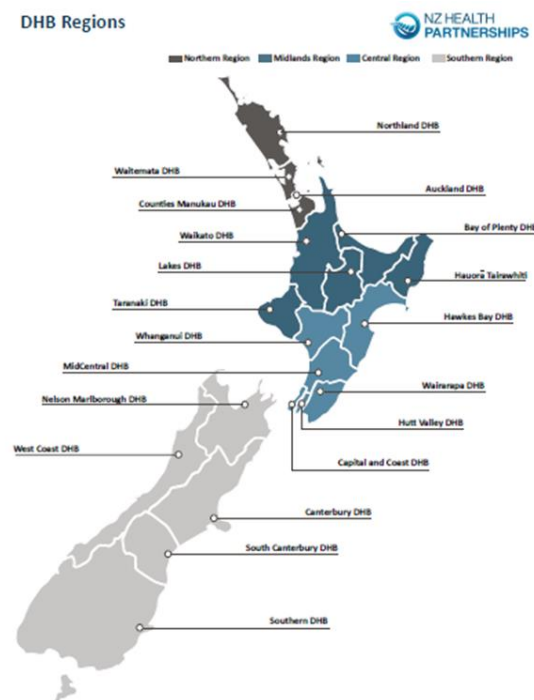 DHB Regions
NZ HEALTH
PARTNERSHIPS
Northern Region
Midlands Region
Central Region
Southern Region
Northland DHB
Waitemata DHB
Auckland DHB
Counties Manukau DHB
Waikato DHB
Bay of Plenty DH
Lakes DHB
Hauorā Tairawhiti
Taranaki DHB
Hawkes Bay DHB
Whanganui DHB
MidCentral DHB
Wairarapa DHB
Nelson Marlborough DHB
Hutt Valley DHB
West Coast DHB
Capital and Coast DHB
Canterbury DHB
South Canterbury DHB
Southern DHB